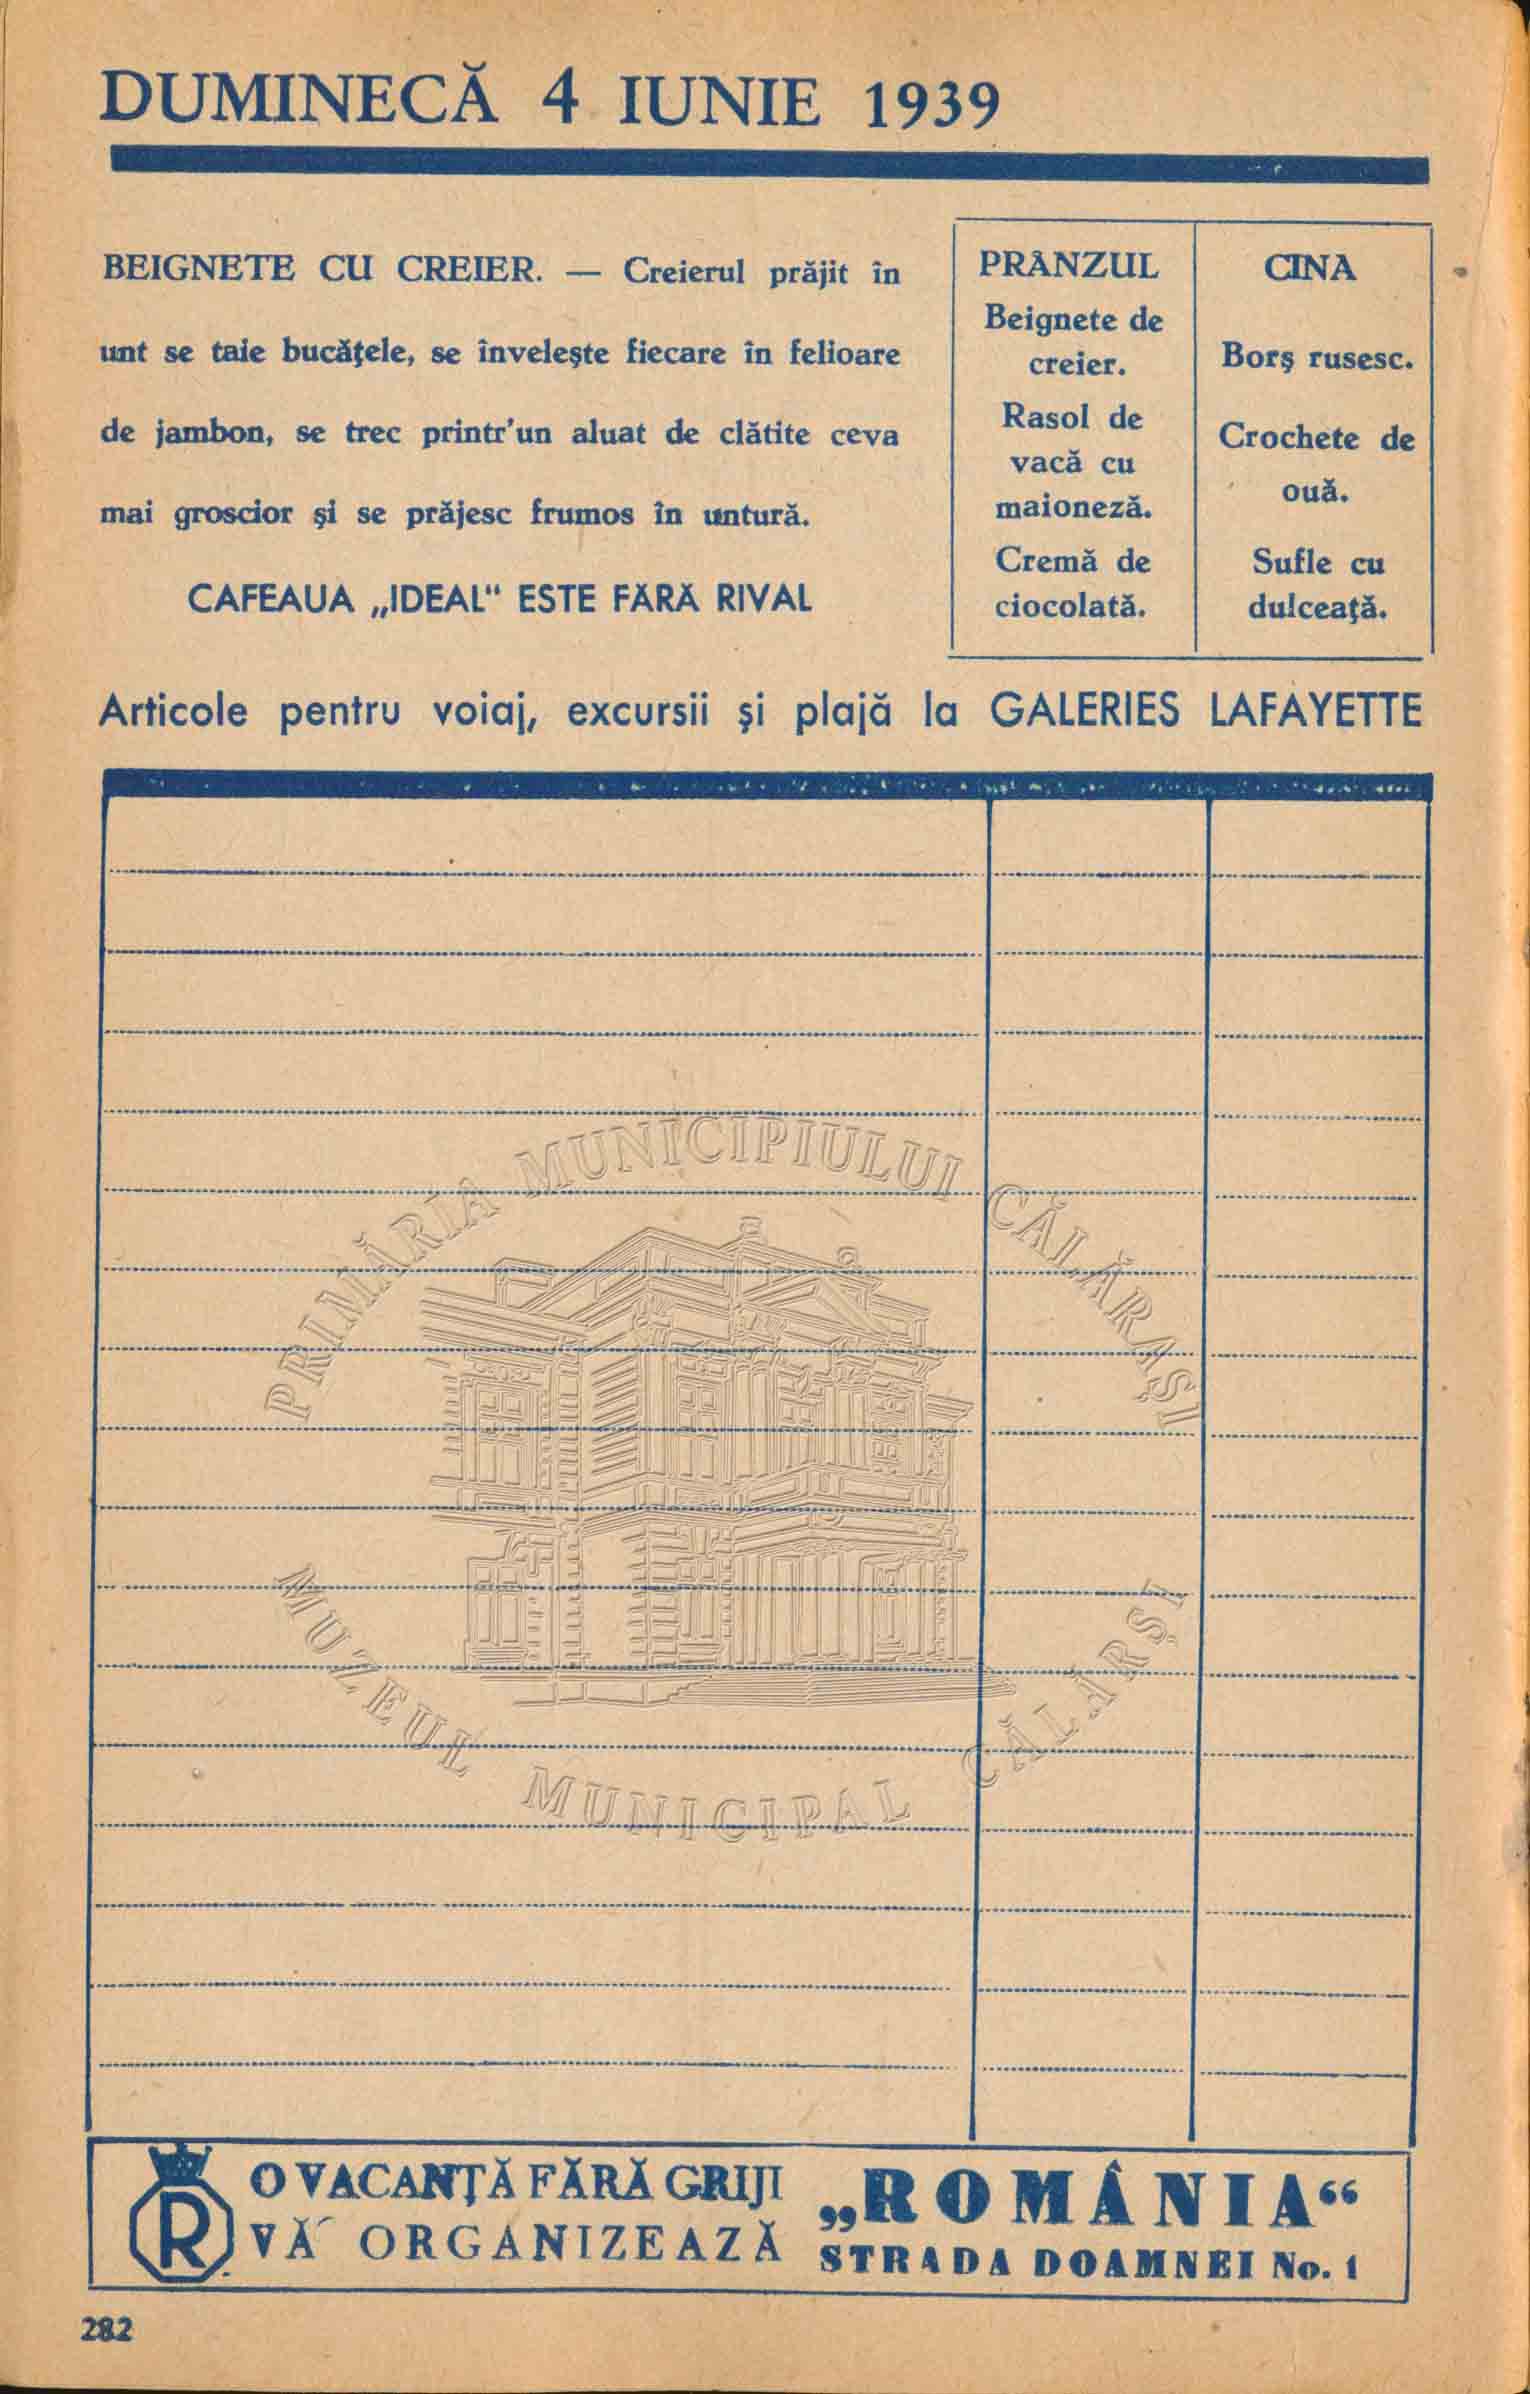 DUMINECĂ 4 IUNIE 1939
BEIGNETE CU CREIER. — Creierul prăjit în
unt se taie bucăţele, se înveleşte fiecare în felioare
de jambon, se trec printr'un aluat de clătite ceva
mai groscior şi se prăjesc frumos în untură.
CAFEAUA „IDEAL“ ESTE FĂRĂ RIVAL
PRÂNZUL
Beignete de
creier.
Rasol de
vacă cu
maioneză.
Cremă de
ciocolată.
CINA
Borş rusesc.
Crochete de
ouă.
Sufle cu
dulceaţă.
Articole pentru voiaj, excursii şi plajă la GALERIES LAFAYETTE
PRIMĂRIA MUNICIPIULUI CĂLĂRAŞI
MUZEUL MUNICIPAL CĂLĂRŞI
R
O VACANŢĂ FĂRĂ GRIJI
VĂ ORGANIZEAZĂ
„ROMÂNIA“
STRADA DOAMNEI No. 1
282